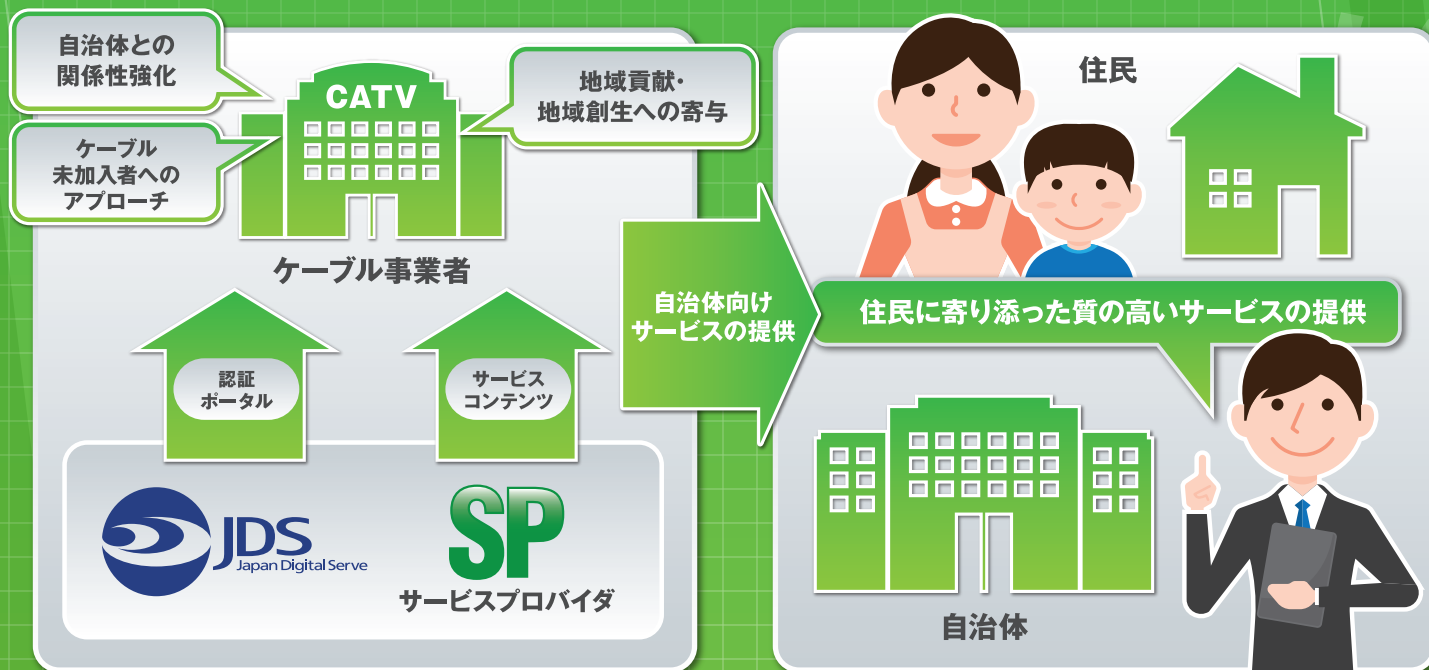 自治体との
関係性強化
ケーブル
未加入者への
アプローチ
CATV
地域貢献・
地域創生への寄与
ケーブル事業者
認証
ポータル
サービス
コンテンツ
JDS
Japan Digital Serve
SP
サービスプロバイダ
自治体向け
サービスの提供
住民
住民に寄り添った質の高いサービスの提供
自治体